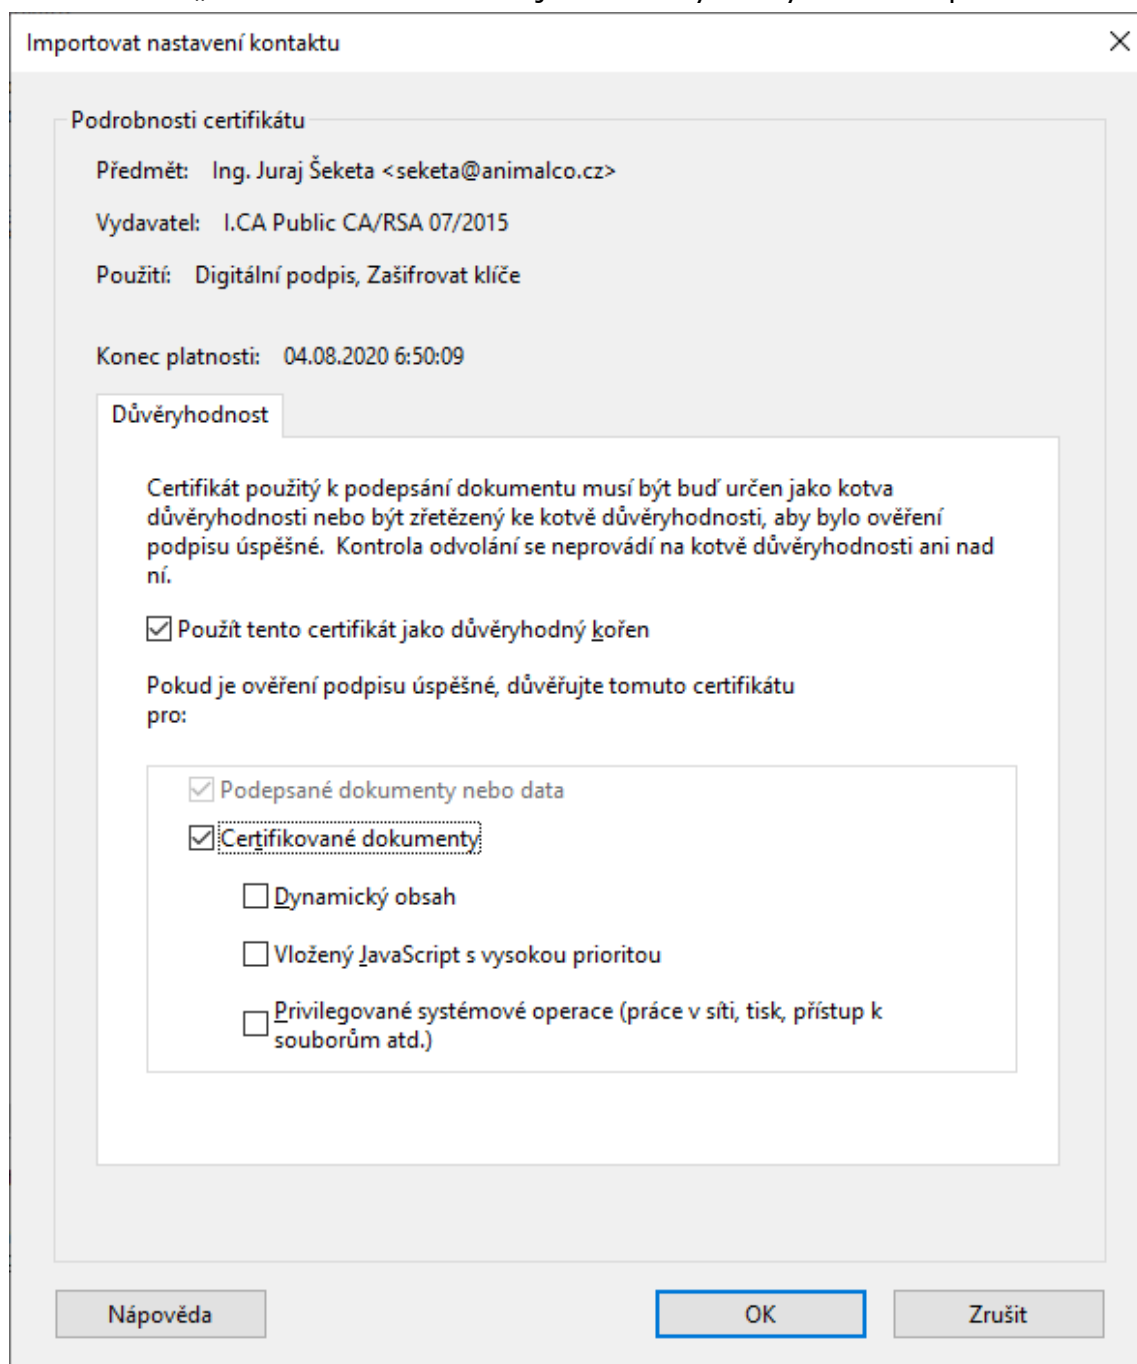 Importovat nastavení kontaktu
Podrobnosti certifikátu
Předmět: Ing. Juraj Šeketa <seketa@animalco.cz>
Vydavatel: I.CA Public CA/RSA 07/2015
Použití: Digitální podpis, Zašifrovat klíče
Konec platnosti: 04.08.2020 6:50:09
Důvěryhodnost
Certifikát použitý k podepsání dokumentu musí být buď určen jako kotva
důvěryhodnosti nebo být zřetězený ke kotvě důvěryhodnosti, aby bylo ověření
podpisu úspěšné. Kontrola odvolání se neprovádí na kotvě důvěryhodnosti ani nad
ní.
Použít tento certifikát jako důvěryhodný kořen
Pokud je ověření podpisu úspěšné, důvěřujte tomuto certifikátu
pro:
Podepsané dokumenty nebo data
Certifikované dokumenty
Dynamický obsah
Vložený JavaScript s vysokou prioritou
Privilegované systémové operace (práce v síti, tisk, přístup k
souborům atd.)
Nápověda
OK
Zrušit